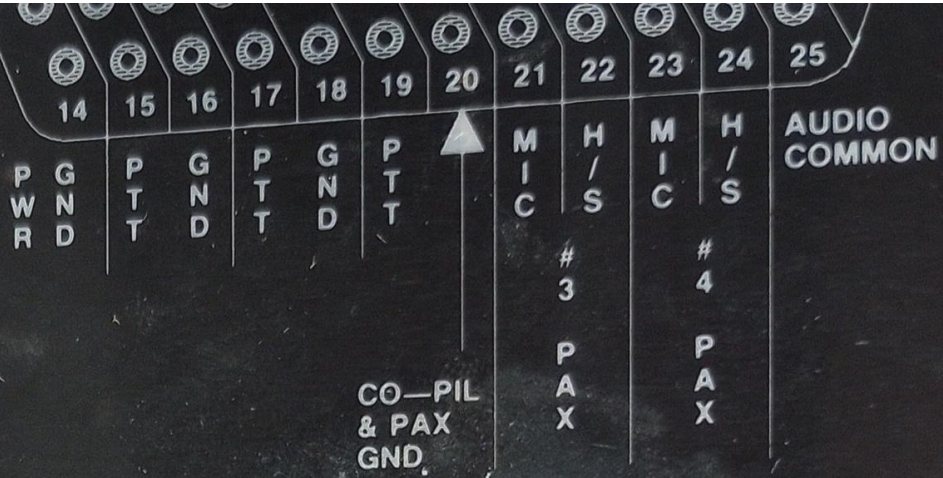 14 15 16 17 18 19 20 21 22 23 24 25
PWR GND
PTT
GND
PTT
GND
PTT
MIC
H/S
MIC
H/S
AUDIO
COMMON
#3 PAX
#4 PAX
CO-PIL
& PAX
GND.